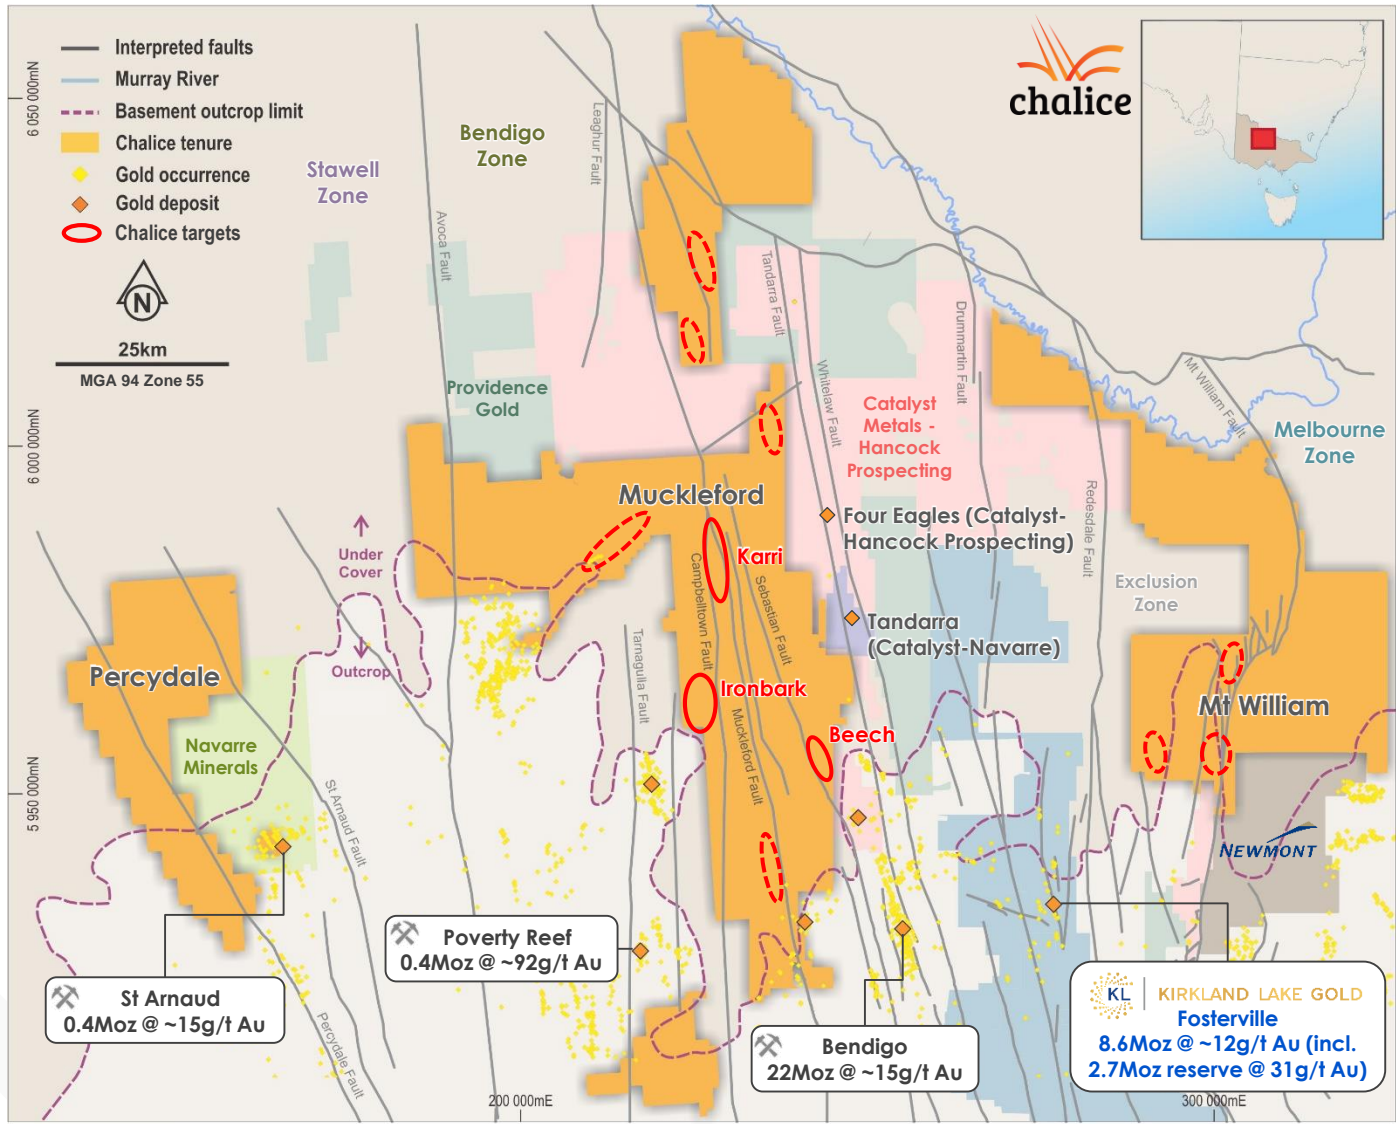 Interpreted faults
Murray River
Basement outcrop limit
Chalice tenure
Gold occurrence
Gold deposit
Chalice targets
N
25km
MGA 94 Zone 55
6 050 000mN
6 000 000mN
5 950 000mN
200 000mE
300 000mE
chalice
Stawell
Zone
Bendigo
Zone
Melbourne
Zone
Leaghur Fault
Avoca Fault
Tandarra Fault
Whitelaw Fault
Drummartin Fault
Mt William Fault
Redesdale Fault
Campbelltown Fault
Sebastian Fault
Tarnagulla Fault
Muckleford Fault
St Arnaud Fault
Percydale Fault
Providence
Gold
Catalyst
Metals -
Hancock
Prospecting
Muckleford
Four Eagles (Catalyst-
Hancock Prospecting)
Karri
Under
Cover
Outcrop
Exclusion
Zone
Tandarra
(Catalyst-Navarre)
Percydale
Ironbark
Mt William
Beech
Navarre
Minerals
NEWMONT
Poverty Reef
0.4Moz @ ~92g/t Au
St Arnaud
0.4Moz @ ~15g/t Au
Bendigo
22Moz @ ~15g/t Au
KL KIRKLAND LAKE GOLD
Fosterville
8.6Moz @ ~12g/t Au (incl.
2.7Moz reserve @ 31g/t Au)